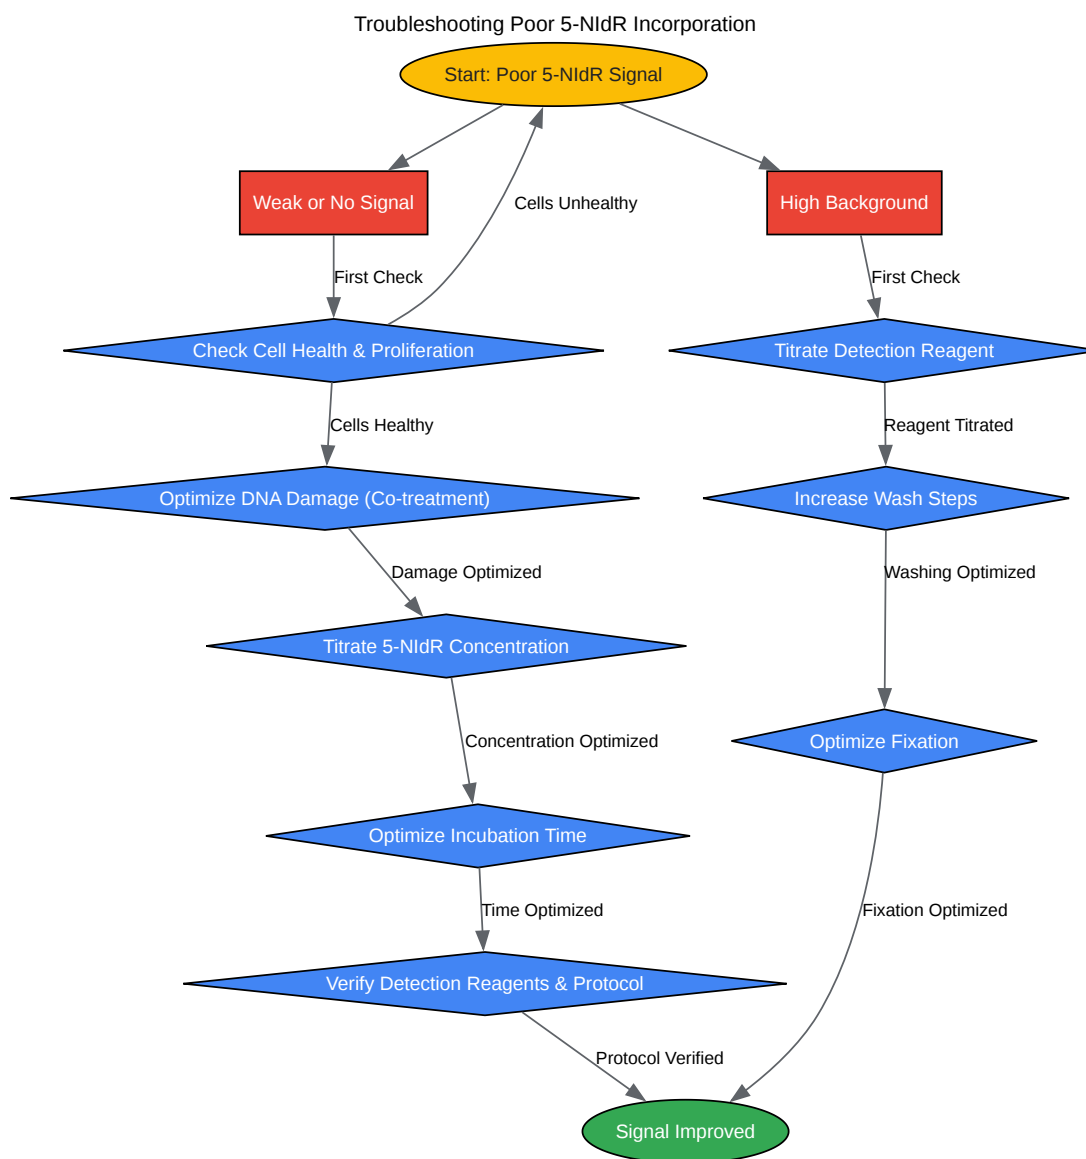 Troubleshooting Poor 5-NIdR Incorporation
Start: Poor 5-NIdR Signal
Weak or No Signal
Cells Unhealthy
High Background
First Check
First Check
Check Cell Health & Proliferation
Titrate Detection Reagent
Cells Healthy
Reagent Titrated
Optimize DNA Damage (Co-treatment)
Increase Wash Steps
Damage Optimized
Washing Optimized
Titrate 5-NIdR Concentration
Concentration Optimized
Optimize Fixation
Optimize Incubation Time
Time Optimized
Fixation Optimized
Verify Detection Reagents & Protocol
Protocol Verified
Signal Improved